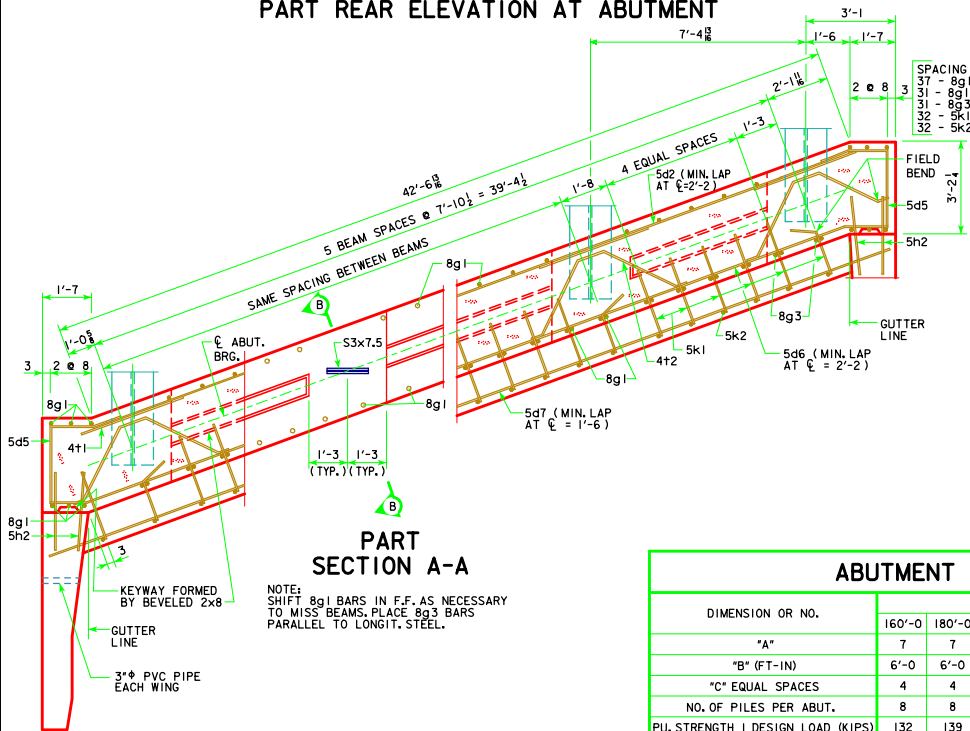 PART REAR ELEVATION AT ABUTMENT
3'-1
7'-4 13/16
1'-6
1'-7
2'-1 11/16
2 @ 8
3
SPACING
37 - 8g1
31 - 8g1
31 - 8g3
32 - 5k1
32 - 5k2
1'-3
4 EQUAL SPACES
42'-6 13/16
5 BEAM SPACES @ 7'-10 1/2 = 39'-4 1/2
1'-8
5d2 (MIN. LAP
AT ℄=2'-2)
FIELD
BEND
3'-2 1/4
5d5
SAME SPACING BETWEEN BEAMS
5h2
8g1
1'-7
B
8g3
1'-0 5/8
℄ ABUT.
BRG.
S3x7.5
5k2
GUTTER
LINE
5k1
4t2
5d6 (MIN. LAP
AT ℄ = 2'-2)
3
2 @ 8
8g1
8g1
8g1
5d7 (MIN. LAP
AT ℄ = 1'-6)
5d5
4t1
1'-3
1'-3
(TYP.)
(TYP.)
B
8g1
5h2
3
PART
SECTION A-A
KEYWAY FORMED
BY BEVELED 2x8
NOTE:
SHIFT 8g1 BARS IN F.F. AS NECESSARY
TO MISS BEAMS. PLACE 8g3 BARS
PARALLEL TO LONGIT. STEEL.
GUTTER
LINE
3"φ PVC PIPE
EACH WING
ABUTMENT
DIMENSION OR NO.
160'-0 180'-0
"A" 7 7
"B" (FT-IN) 6'-0 6'-0
"C" EQUAL SPACES 4 4
NO. OF PILES PER ABUT. 8 8
PU, STRENGTH I DESIGN LOAD (KIPS) 132 139